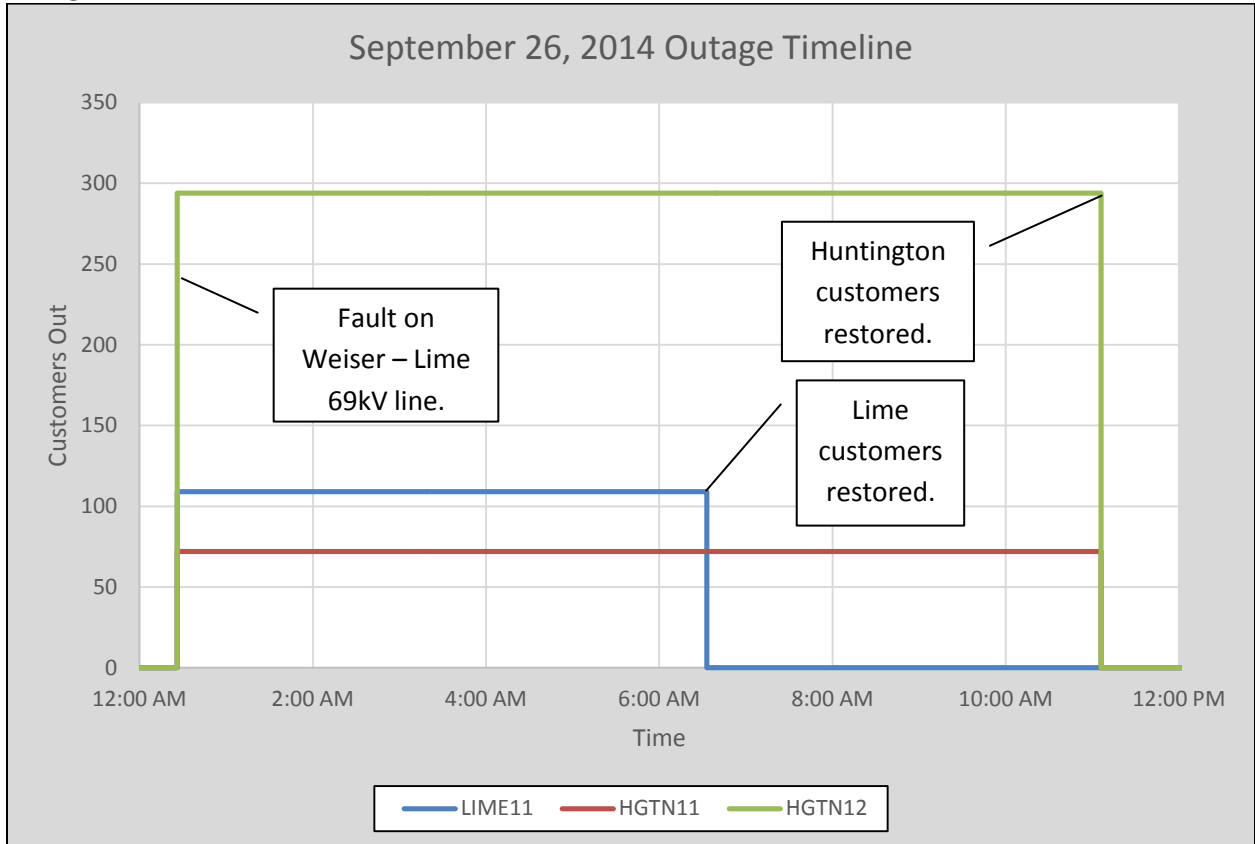 September 26, 2014 Outage Timeline
350
300
250
200
150
100
50
0
Customers Out
Fault on
Weiser – Lime
69kV line.
Huntington
customers
restored.
Lime
customers
restored.
12:00 AM 2:00 AM 4:00 AM 6:00 AM 8:00 AM 10:00 AM 12:00 PM
Time
LIME11 HGTN11 HGTN12